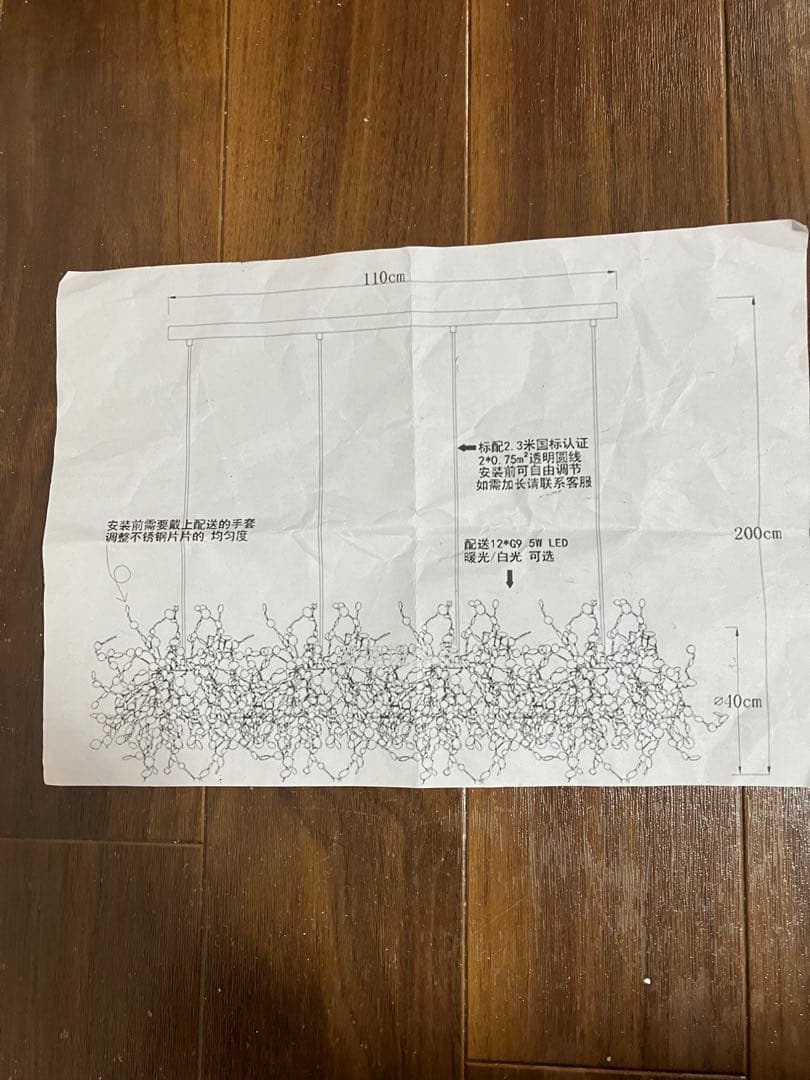 110cm
标配2.3米国标认证
2*0.75m²透明圆线
安装前可自由调节
如需加长请联系客服
安装前需要戴上配送的手套
调整不锈钢片片的 均匀度
200cm
配送12*G9 5W LED
暖光/白光 可选
⌀40cm